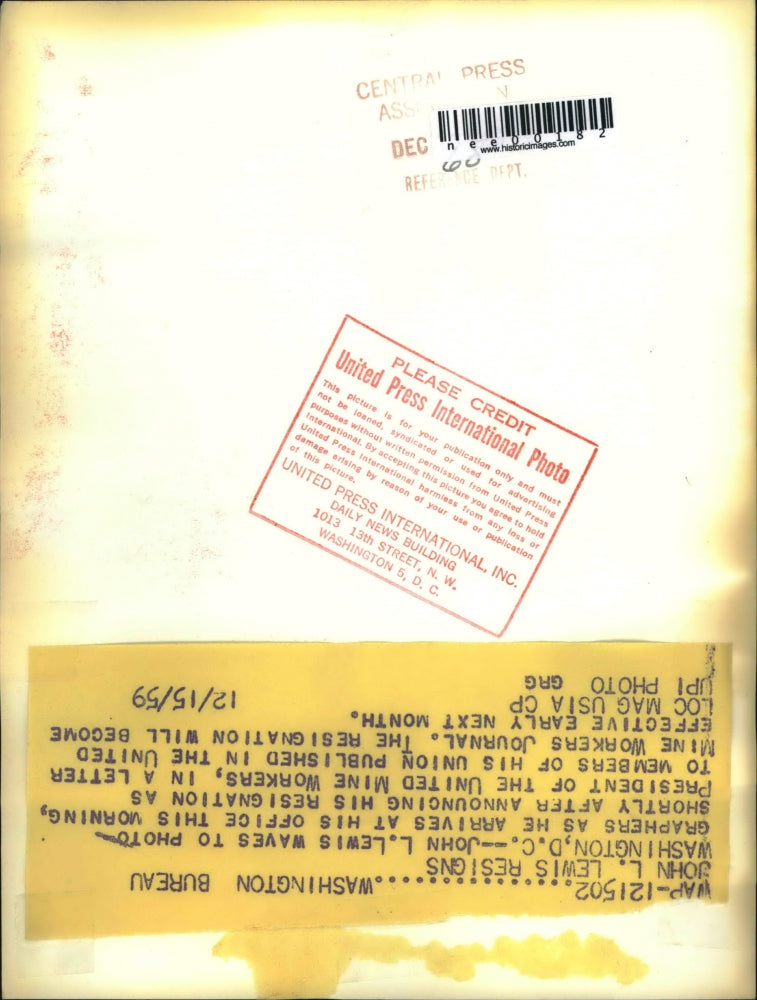 CENTRAL PRESS
DEC
nee00182
www.historicimages.com
REFERENCE DEPT.
PLEASE CREDIT
United Press International Photo
This picture is for your publication only and must
not be loaned, syndicated or used for advertising
purposes without written permission from United Press
International. By accepting this picture you agree to hold
United Press International harmless from any loss or
damage arising by reason of your use or publication
of this picture.
UNITED PRESS INTERNATIONAL, INC.
DAILY NEWS BUILDING
1013 13th STREET, N. W.
WASHINGTON 5, D. C.
WAP-121502..................WASHINGTON BUREAU
JOHN L. LEWIS RESIGNS
WASHINGTON,D.C.--JOHN L.LEWIS WAVES TO PHOTO-
GRAPHERS AS HE ARRIVES AT HIS OFFICE THIS MORNING,
SHORTLY AFTER ANNOUNCING HIS RESIGNATION AS
PRESIDENT OF THE UNITED MINE WORKERS, IN A LETTER
TO MEMBERS OF HIS UNION PUBLISHED IN THE UNITED
MINE WORKERS JOURNAL. THE RESIGNATION WILL BECOME
EFFECTIVE EARLY NEXT MONTH.
LOC MAG USIA CP
UPI PHOTO GRG 12/15/59